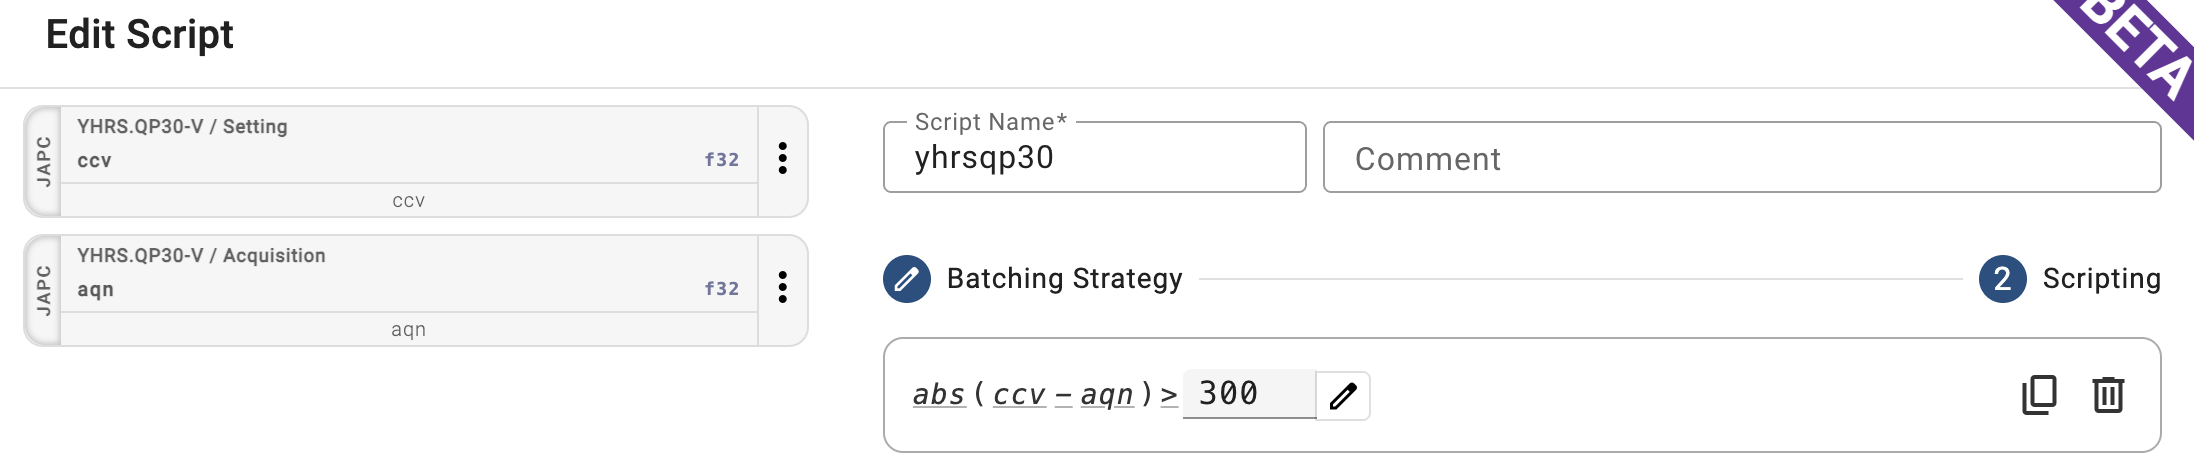 Edit Script
BETA
JAPC
YHRS.QP30-V / Setting
ccv f32
ccv
JAPC
YHRS.QP30-V / Acquisition
aqn f32
aqn
Script Name*
yhrsqp30
Comment
Batching Strategy
2 Scripting
abs(ccv-aqn)> 300